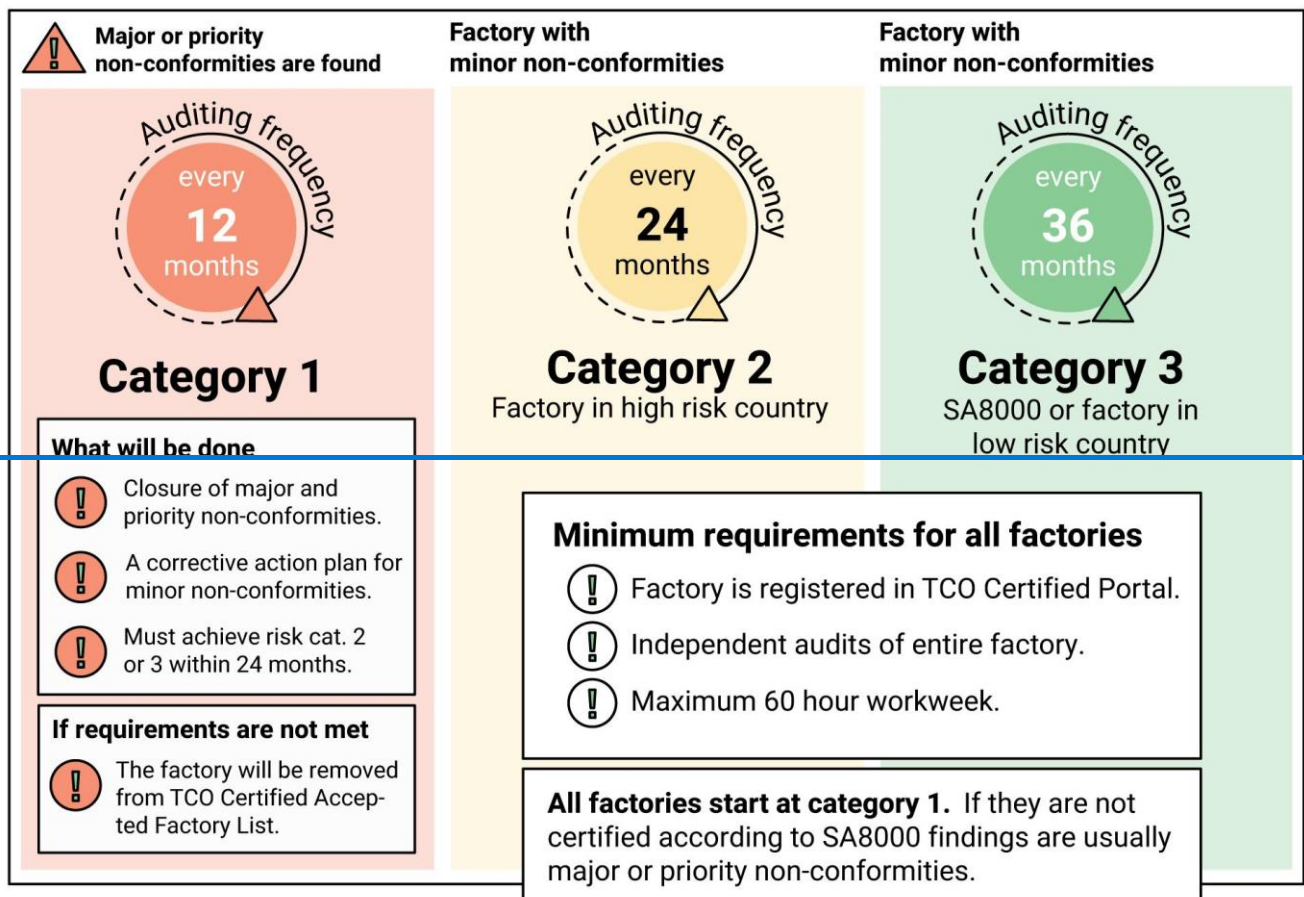 Major or priority
non-conformities are found
Auditing frequency
every
12
months
Category 1
What will be done
Closure of major and
priority non-conformities.
A corrective action plan for
minor non-conformities.
Must achieve risk cat. 2
or 3 within 24 months.
If requirements are not met
The factory will be removed
from TCO Certified Accep-
ted Factory List.
Factory with
minor non-conformities
Auditing frequency
every
24
months
Category 2
Factory in high risk country
Factory with
minor non-conformities
Auditing frequency
every
36
months
Category 3
SA8000 or factory in
low risk country
Minimum requirements for all factories
Factory is registered in TCO Certified Portal.
Independent audits of entire factory.
Maximum 60 hour workweek.
All factories start at category 1. If they are not
certified according to SA8000 findings are usually
major or priority non-conformities.